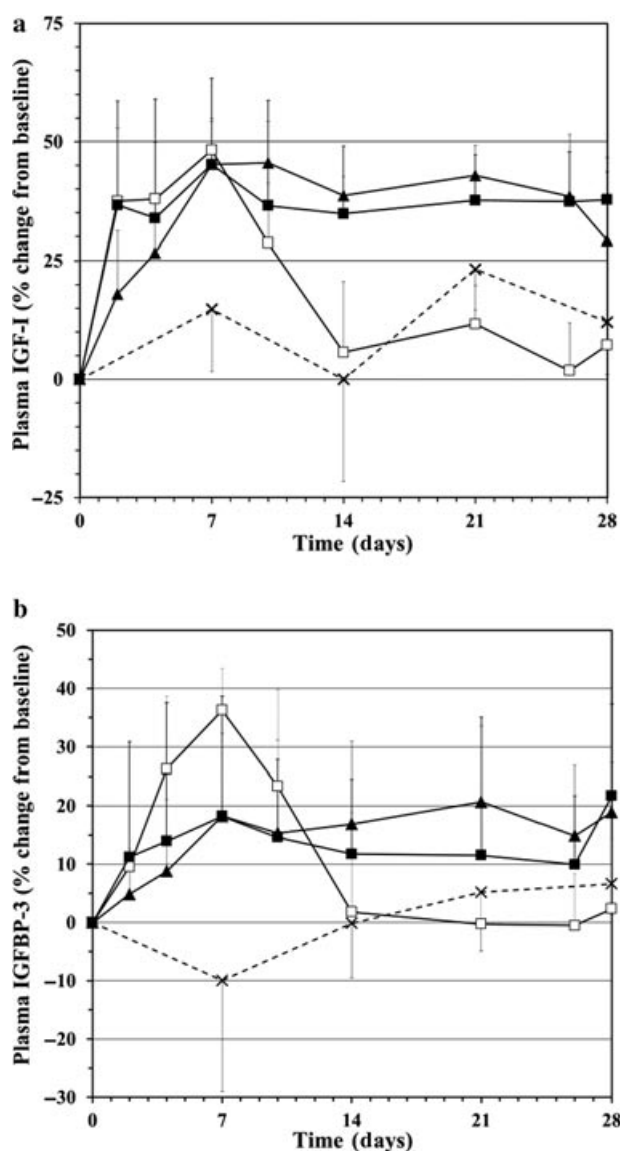 a
Plasma IGF-I (% change from baseline)
75
50
25
0
–25
0 7 14 21 28
Time (days)
b
Plasma IGFBP-3 (% change from baseline)
50
40
30
20
10
0
–10
–20
–30
0 7 14 21 28
Time (days)